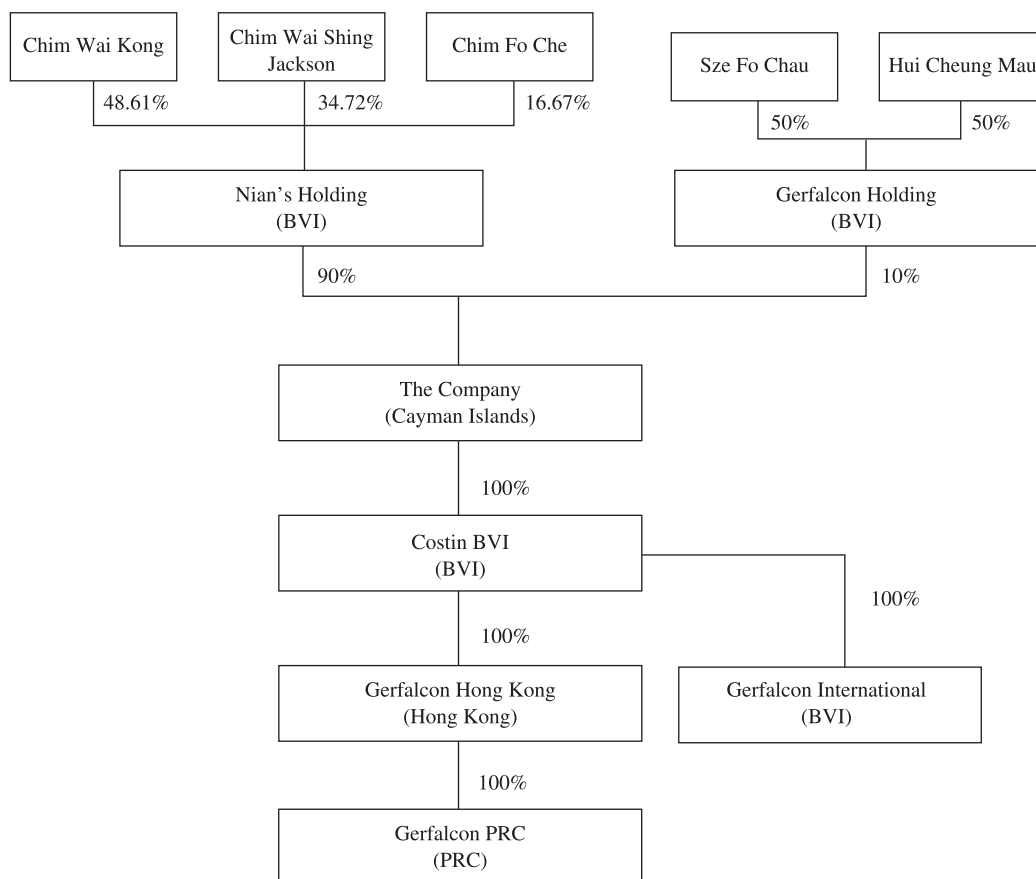 Chim Wai Kong
Chim Wai Shing
Jackson
Chim Fo Che
Sze Fo Chau
Hui Cheung Mau
48.61%
34.72%
16.67%
50%
50%
Nian’s Holding
(BVI)
Gerfalcon Holding
(BVI)
90%
10%
The Company
(Cayman Islands)
100%
Costin BVI
(BVI)
100%
100%
Gerfalcon Hong Kong
(Hong Kong)
Gerfalcon International
(BVI)
100%
Gerfalcon PRC
(PRC)